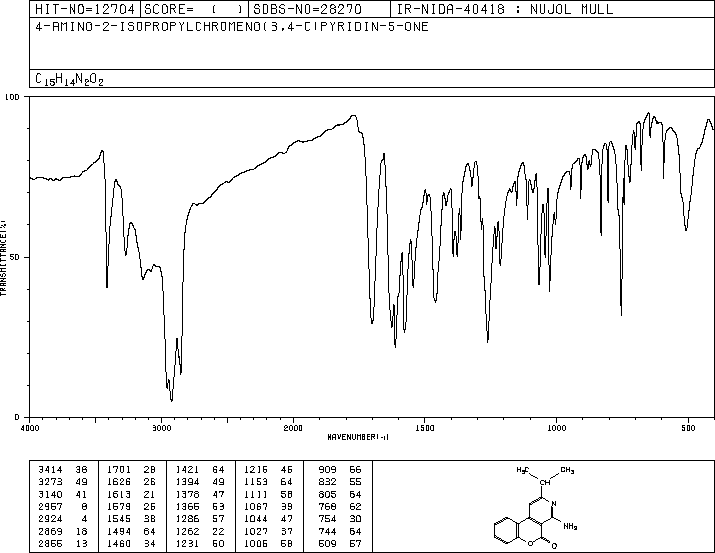 HIT-NO=12704 SCORE= ( ) SDBS-NO=28270 IR-NIDA-40418 : NUJOL MULL
4-AMINO-2-ISOPROPYLCHROMENO(3,4-C)PYRIDIN-5-ONE
C15H14N2O2
100
50
0
TRANSMITTANCE(%)
4000 3000 2000 1500 1000 500
WAVENUMBER(-1)
3414 38 1701 28 1421 64 1216 46 909 66
3273 49 1626 26 1394 49 1153 64 832 55
3140 41 1613 21 1378 47 1111 58 805 64
2957 8 1579 26 1366 53 1067 39 768 62
2924 4 1545 38 1286 57 1044 47 754 30
2869 18 1494 64 1262 22 1027 37 744 64
2855 13 1460 34 1231 50 1006 58 509 57
H3C CH3
CH
N
NH2
O O